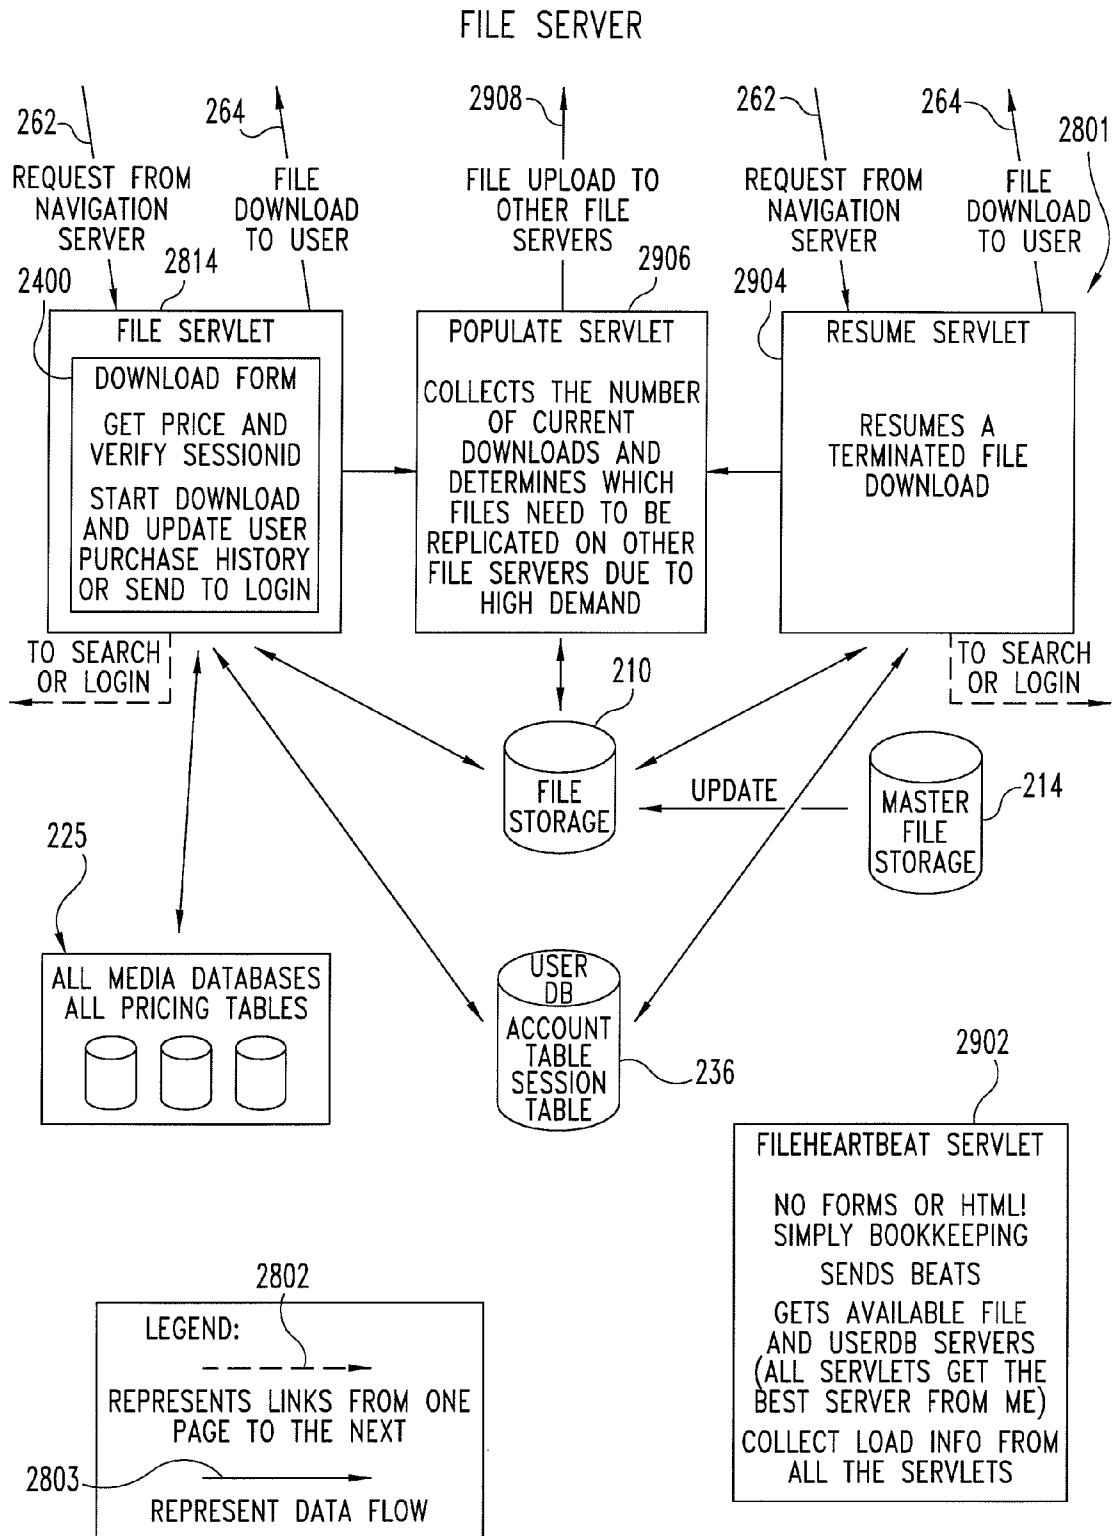 FILE SERVER
262
REQUEST FROM
NAVIGATION
SERVER
264
FILE
DOWNLOAD
TO USER
2908
FILE UPLOAD TO
OTHER FILE
SERVERS
262
REQUEST FROM
NAVIGATION
SERVER
264
FILE
DOWNLOAD
TO USER
2801
2400
2814
FILE SERVLET
DOWNLOAD FORM
GET PRICE AND
VERIFY SESSIONID
START DOWNLOAD
AND UPDATE USER
PURCHASE HISTORY
OR SEND TO LOGIN
2906
POPULATE SERVLET
COLLECTS THE NUMBER
OF CURRENT
DOWNLOADS AND
DETERMINES WHICH
FILES NEED TO BE
REPLICATED ON OTHER
FILE SERVERS DUE TO
HIGH DEMAND
2904
RESUME SERVLET
RESUMES A
TERMINATED FILE
DOWNLOAD
TO SEARCH
OR LOGIN
TO SEARCH
OR LOGIN
210
FILE
STORAGE
UPDATE
MASTER
FILE
STORAGE
214
225
ALL MEDIA DATABASES
ALL PRICING TABLES
USER
DB
ACCOUNT
TABLE
SESSION
TABLE
236
2902
FILEHEARTBEAT SERVLET
NO FORMS OR HTML!
SIMPLY BOOKKEEPING
SENDS BEATS
GETS AVAILABLE FILE
AND USERDB SERVERS
(ALL SERVLETS GET THE
BEST SERVER FROM ME)
COLLECT LOAD INFO FROM
ALL THE SERVLETS
2802
LEGEND:
REPRESENTS LINKS FROM ONE
PAGE TO THE NEXT
2803
REPRESENT DATA FLOW